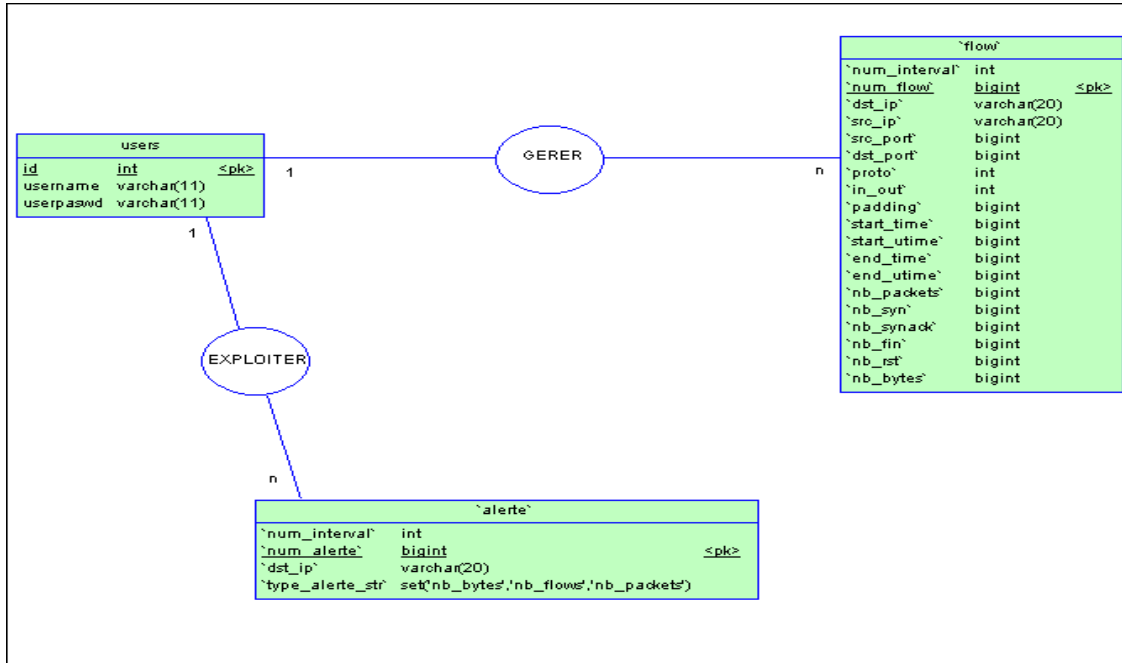 `flow`
`num_interval` int
`num_flow` bigint <pk>
`dst_ip` varchar(20)
`src_ip` varchar(20)
`src_port` bigint
`dst_port` bigint
`proto` int
`in_out` int
`padding` bigint
`start_time` bigint
`start_utime` bigint
`end_time` bigint
`end_utime` bigint
`nb_packets` bigint
`nb_syn` bigint
`nb_synack` bigint
`nb_fin` bigint
`nb_rst` bigint
`nb_bytes` bigint
users
id int <pk>
username varchar(11)
userpaswd varchar(11)
1
GERER
n
1
EXPLOITER
n
`alerte`
`num_interval` int
`num_alerte` bigint <pk>
`dst_ip` varchar(20)
`type_alerte_str` set('nb_bytes','nb_flows','nb_packets')